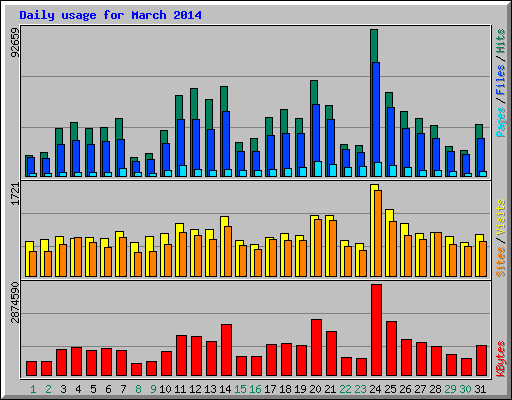 Daily usage for March 2014
92659
Pages / Files / Hits
1721
Sites / Visits
2874590
KBytes
1 2 3 4 5 6 7 8 9 10 11 12 13 14 15 16 17 18 19 20 21 22 23 24 25 26 27 28 29 30 31